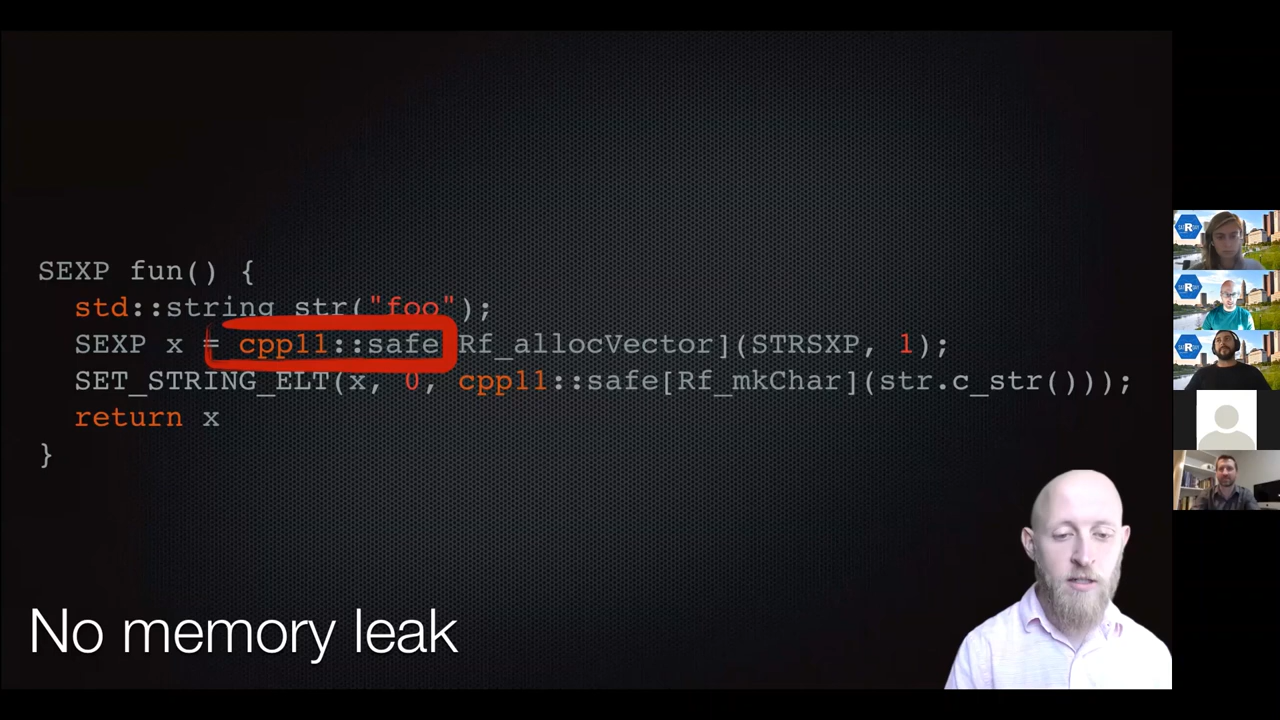 SEXP fun() {
std::string str("foo");
SEXP x = cpp11::safe[Rf_allocVector](STRSXP, 1);
SET_STRING_ELT(x, 0, cpp11::safe[Rf_mkChar](str.c_str()));
return x
}
No memory leak